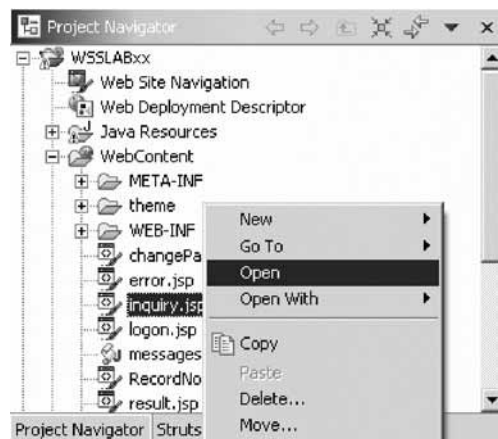 Project Navigator
WSSLABxx
Web Site Navigation
Web Deployment Descriptor
Java Resources
WebContent
META-INF
theme
WEB-INF
changePa
error.jsp
inquiry.jsp
logon.jsp
messages
RecordNo
result.jsp
New
Go To
Open
Open With
Copy
Paste
Delete...
Move...
Project Navigator Struts